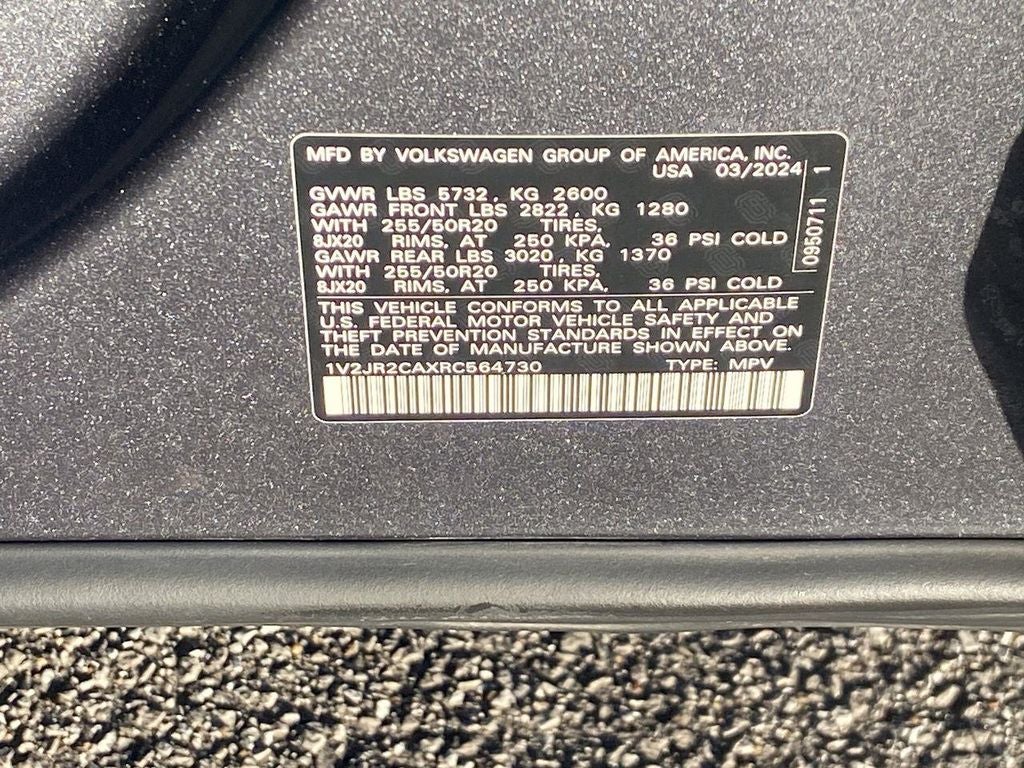 MFD BY VOLKSWAGEN GROUP OF AMERICA, INC.
USA 03/2024
GVWR LBS 5732, KG 2600
GAWR FRONT LBS 2822, KG 1280
WITH 255/50R20 TIRES,
8JX20 RIMS, AT 250 KPA, 36 PSI COLD
GAWR REAR LBS 3020, KG 1370
WITH 255/50R20 TIRES,
8JX20 RIMS, AT 250 KPA, 36 PSI COLD
THIS VEHICLE CONFORMS TO ALL APPLICABLE
U.S. FEDERAL MOTOR VEHICLE SAFETY AND
THEFT PREVENTION STANDARDS IN EFFECT ON
THE DATE OF MANUFACTURE SHOWN ABOVE.
1V2JR2CAXRC564730 TYPE: MPV
0950711 1